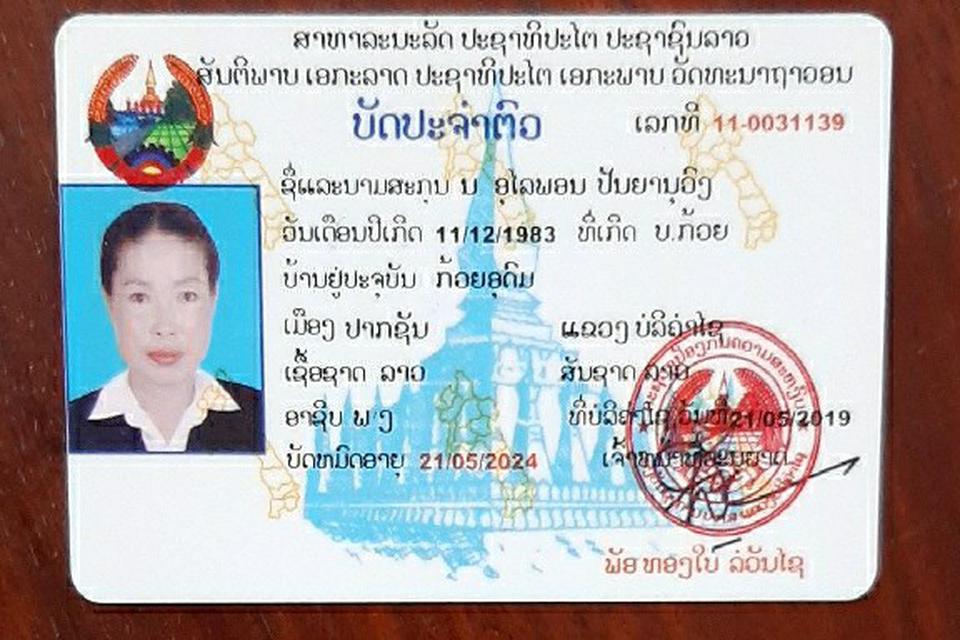 ສາທາລະນະລັດ ປະຊາທິປະໄຕ ປະຊາຊົນລາວ
ສັນຕິພາບ ເອກະລາດ ປະຊາທິປະໄຕ ເອກະພາບ ວັດທະນາຖາວອນ
ບັດປະຈຳຕົວ ເລກທີ 11-0031139
ຊື່ແລະນາມສະກຸນ ນ ອຸໄລພອນ ປັນຍານຸວົງ
ວັນເດືອນປີເກີດ 11/12/1983 ທີ່ເກີດ ບ.ກ້ອຍ
ບ້ານຢູ່ປະຈຸບັນ ກ້ອຍອຸດົມ
ເມືອງ ປາກຊັນ ແຂວງ ບໍລິຄຳໄຊ
ເຊື້ອຊາດ ລາວ ສັນຊາດ ລາວ
ອາຊີບ ພ/ງ ທີ່ບໍລິຄຳໄຊ ວັນທີ 21/05/2019
ບັດຫມົດອາຍຸ 21/05/2024 ເຈົ້າຫນ້າທີ່ອະນຸຍາດ
ພັອ ທອງໃບ ລໍວັນໄຊ